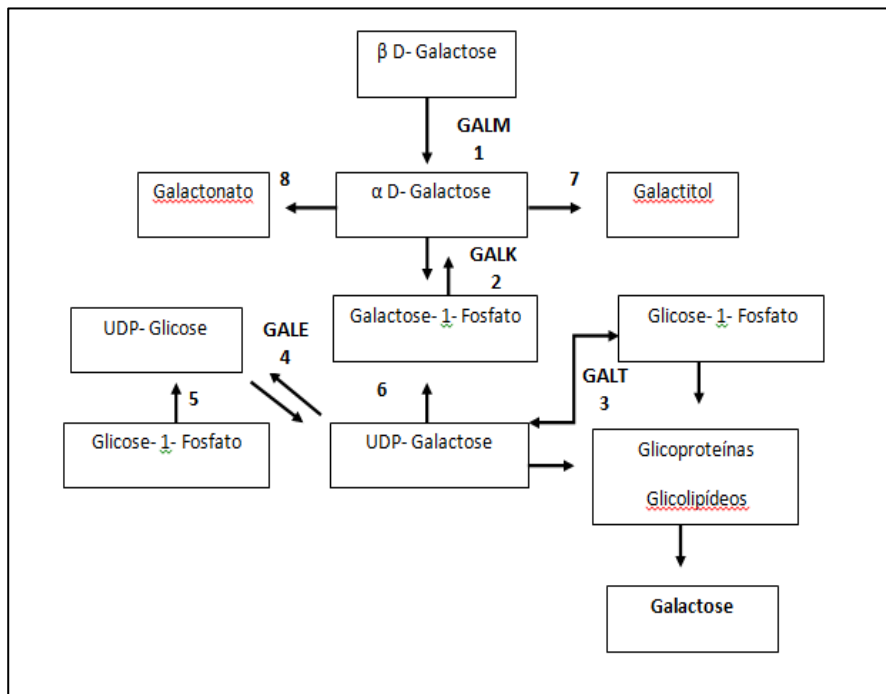 β D- Galactose
GALM
1
8
7
Galactonato
α D-Galactose
Galactitol
GALK
2
UDP- Glicose
GALE
4
Galactose- 1- Fosfato
Glicose- 1- Fosfato
5
6
GALT
3
Glicose- 1- Fosfato
UDP- Galactose
Glicoproteínas
Glicolipídeos
Galactose